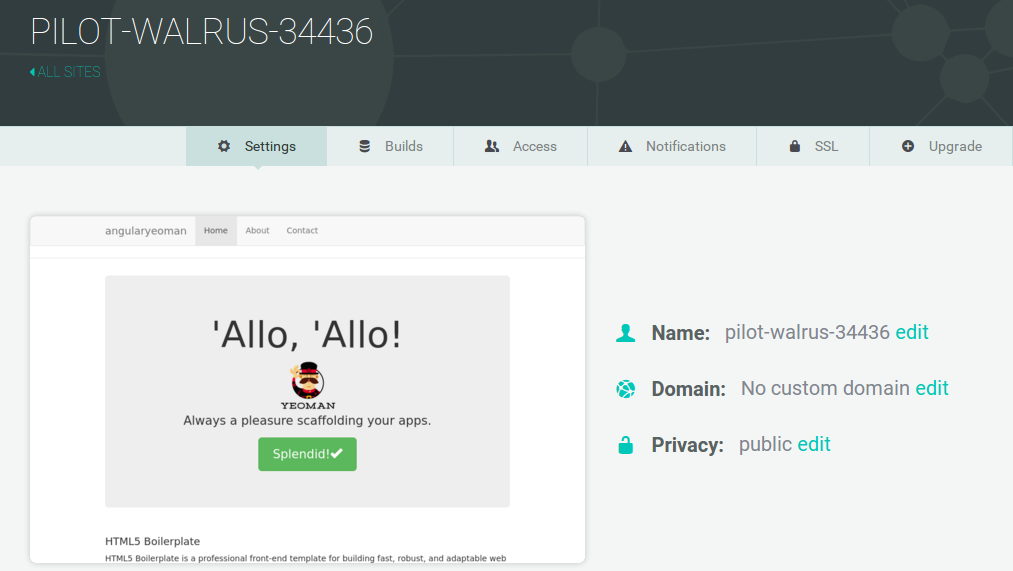 PILOT-WALRUS-34436
ALL SITES
Settings Builds Access Notifications SSL Upgrade
angularyeoman Home About Contact
'Allo, 'Allo!
YEOMAN
Always a pleasure scaffolding your apps.
Splendid!
HTML5 Boilerplate
HTML5 Boilerplate is a professional front-end template for building fast, robust, and adaptable web
Name: pilot-walrus-34436 edit
Domain: No custom domain edit
Privacy: public edit